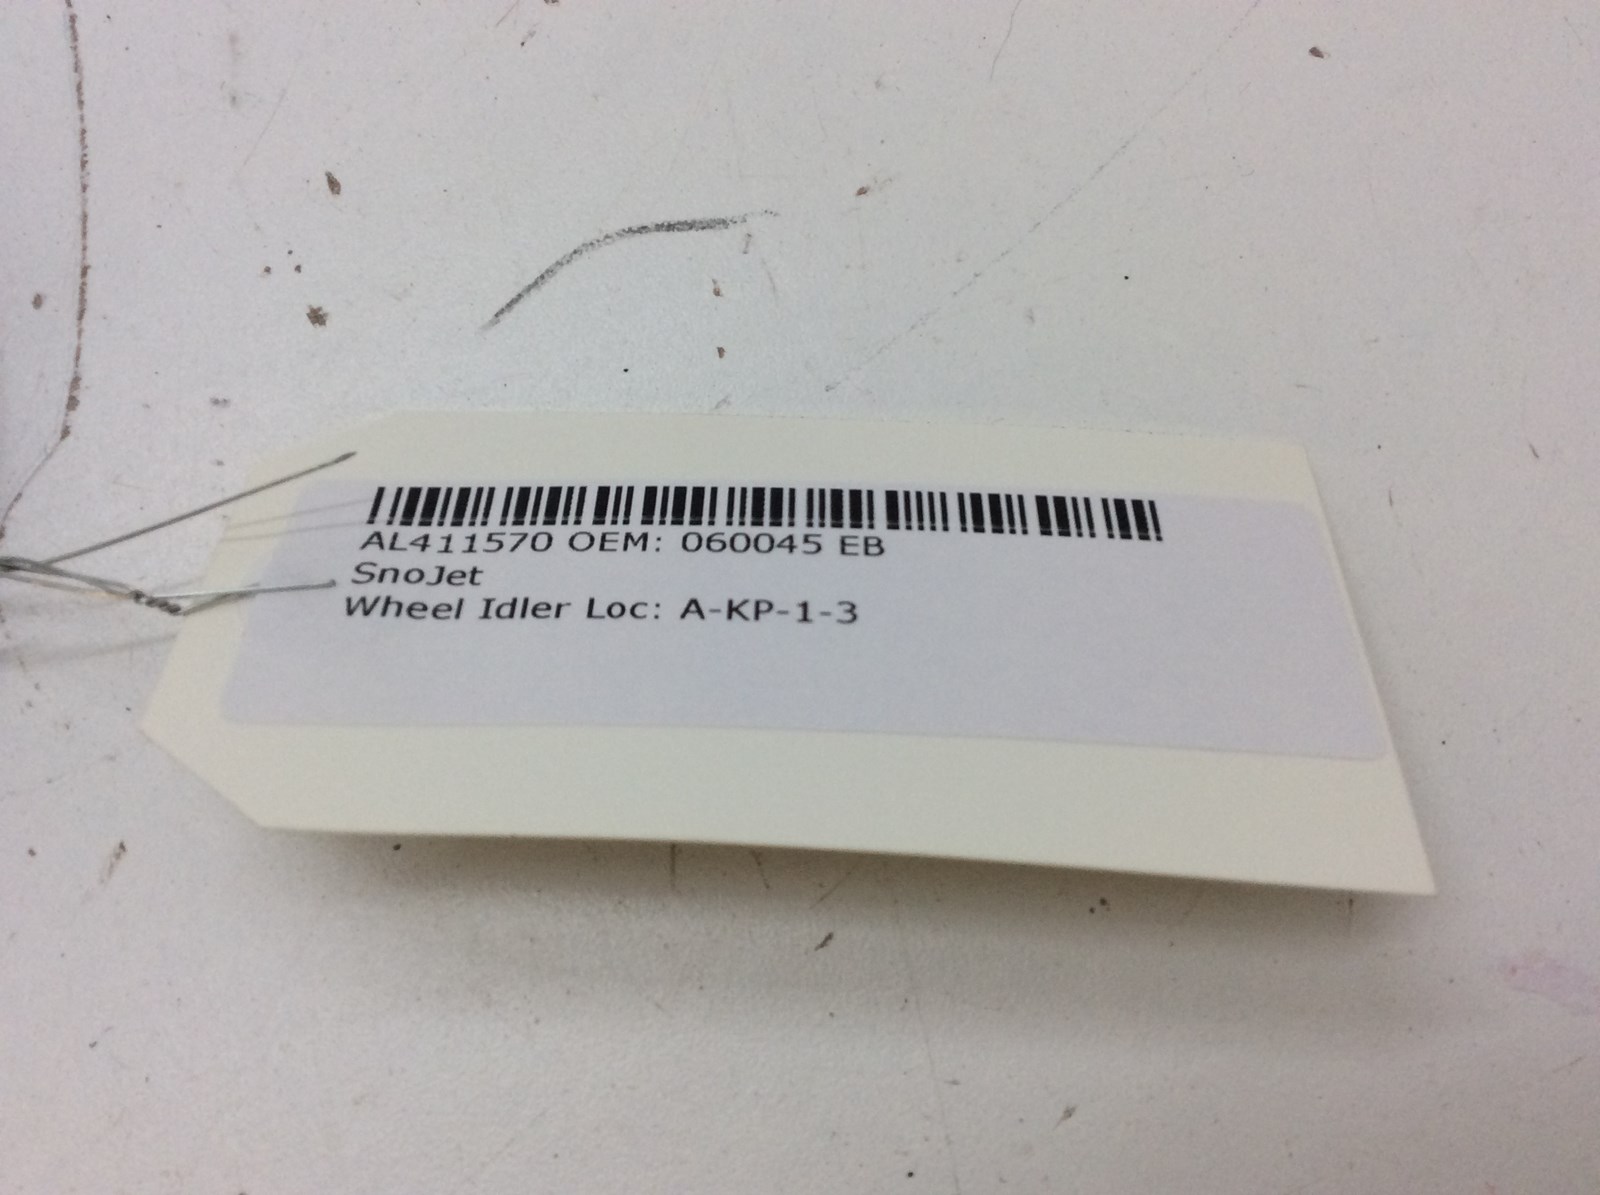 AL411570 OEM: 060045 EB
SnoJet
Wheel Idler Loc: A-KP-1-3